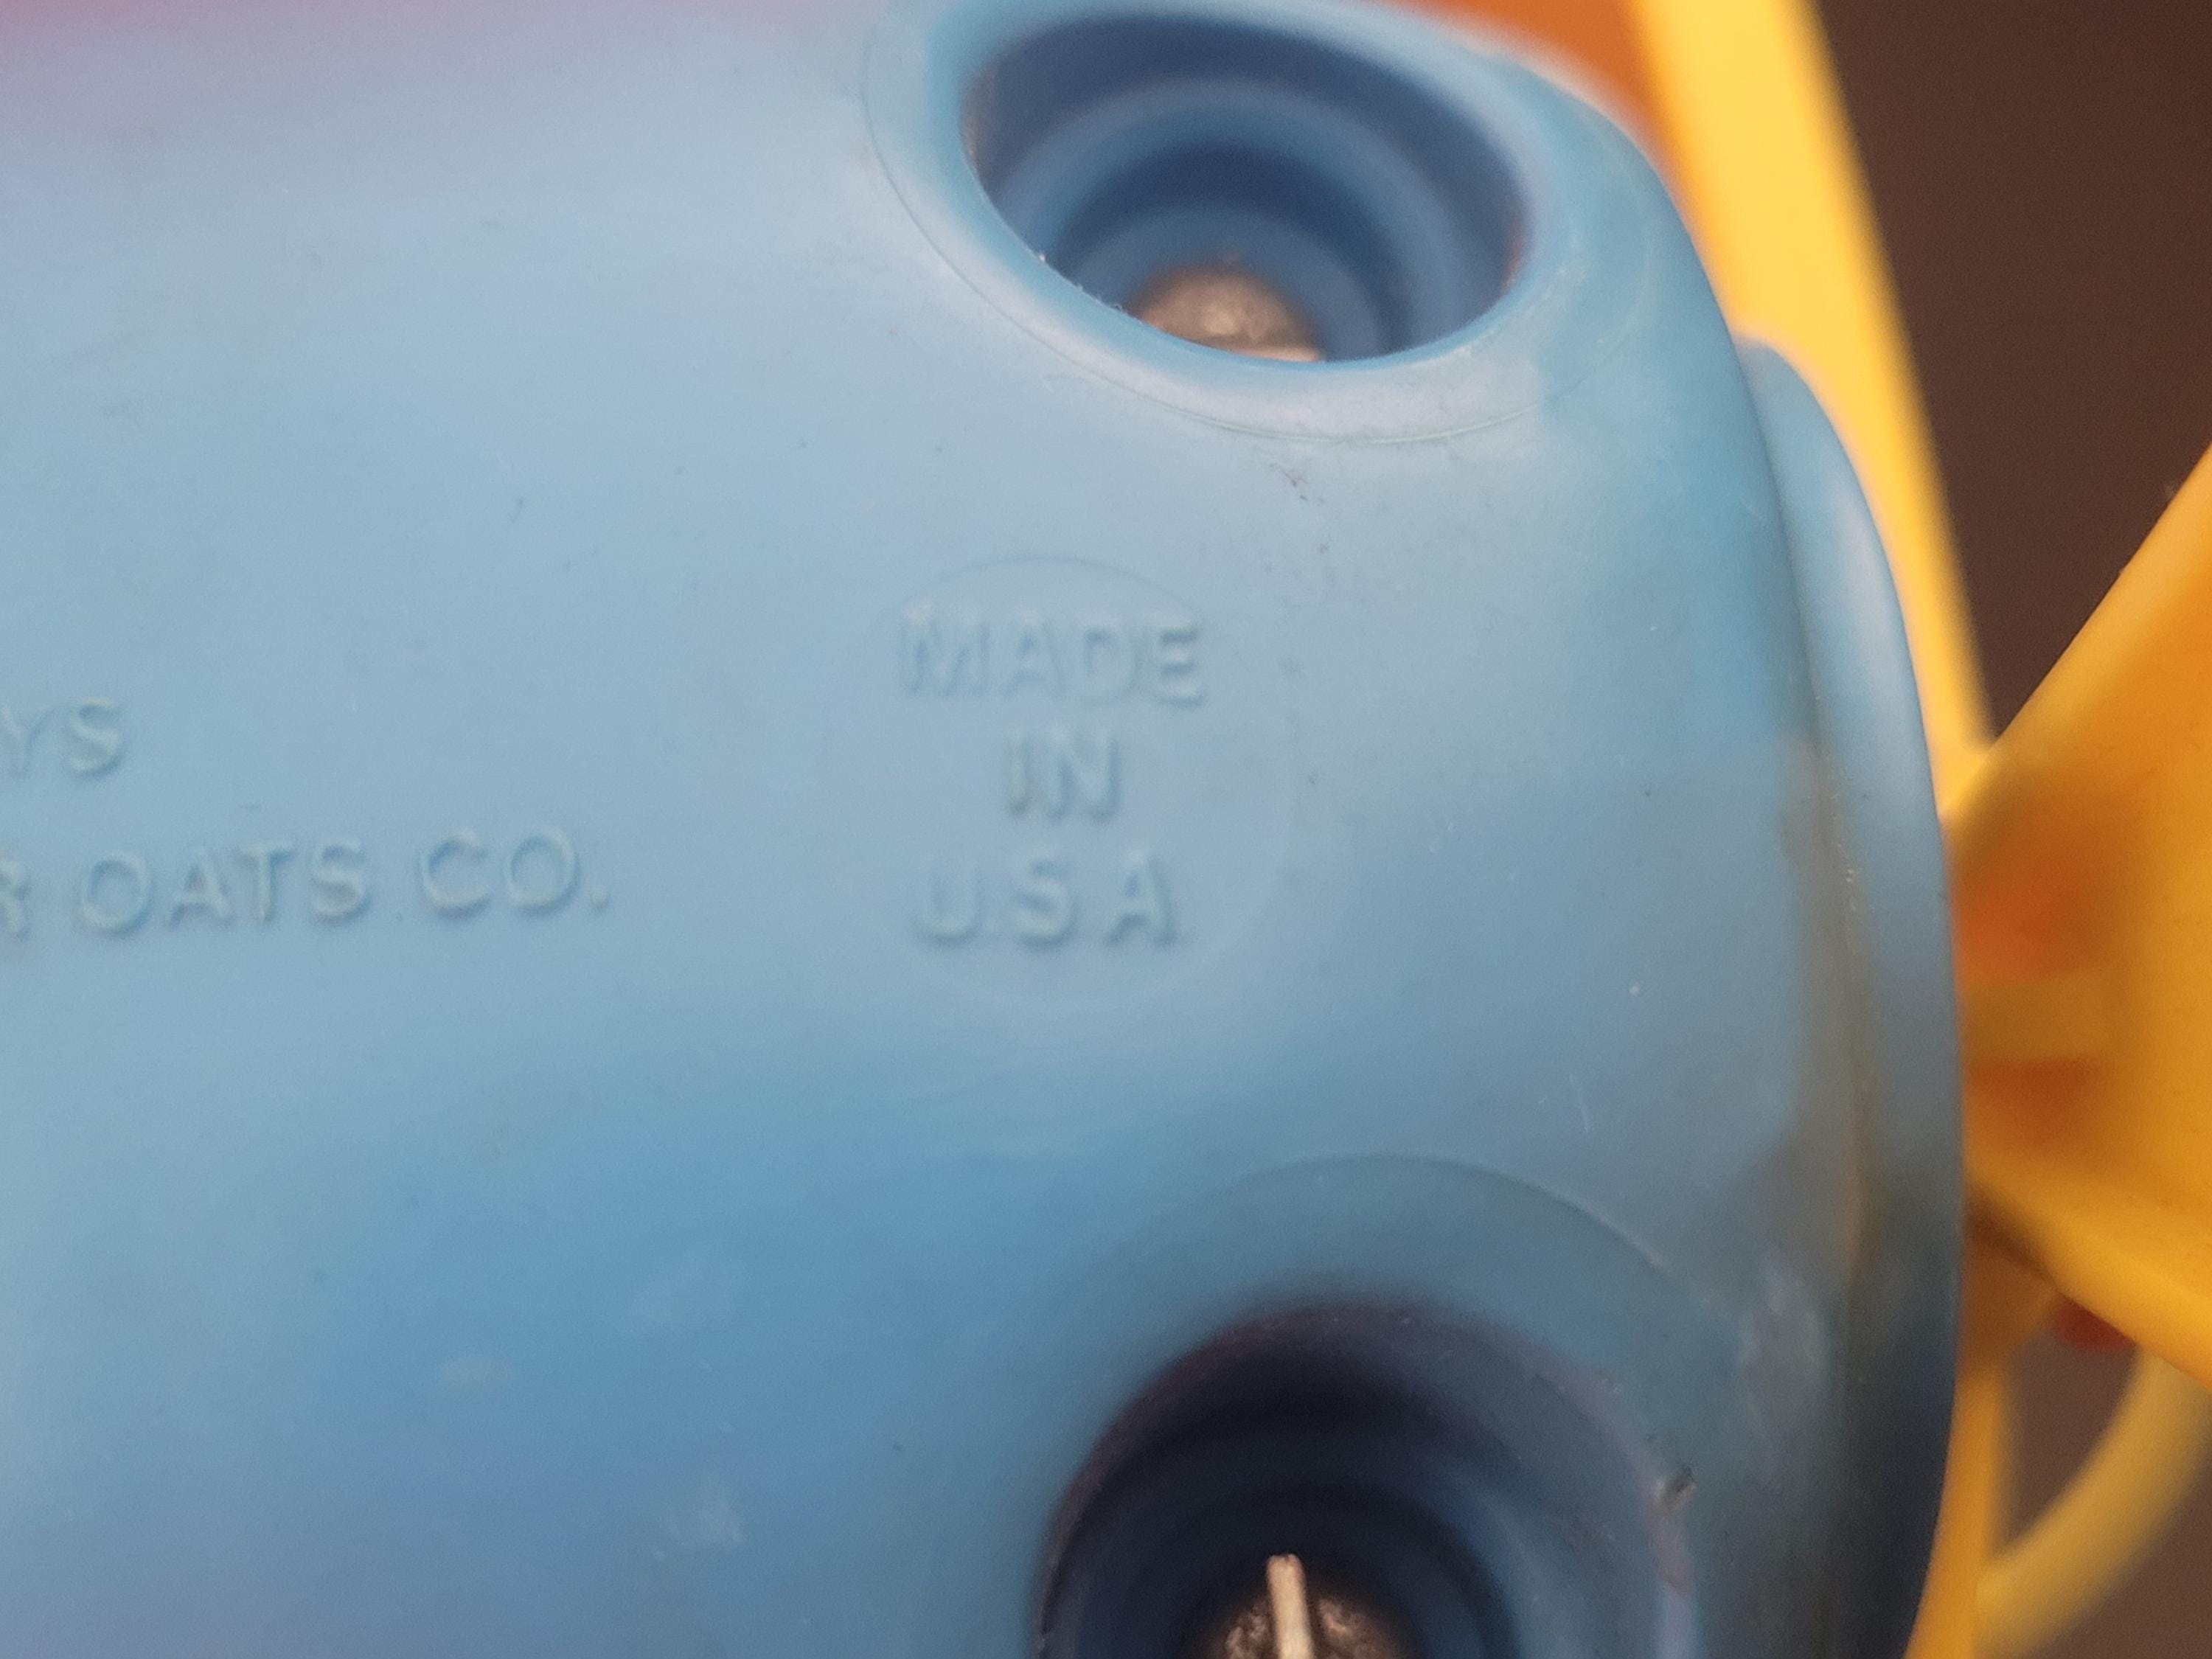 YS
R OATS CO.
MADE
IN
U.S.A.